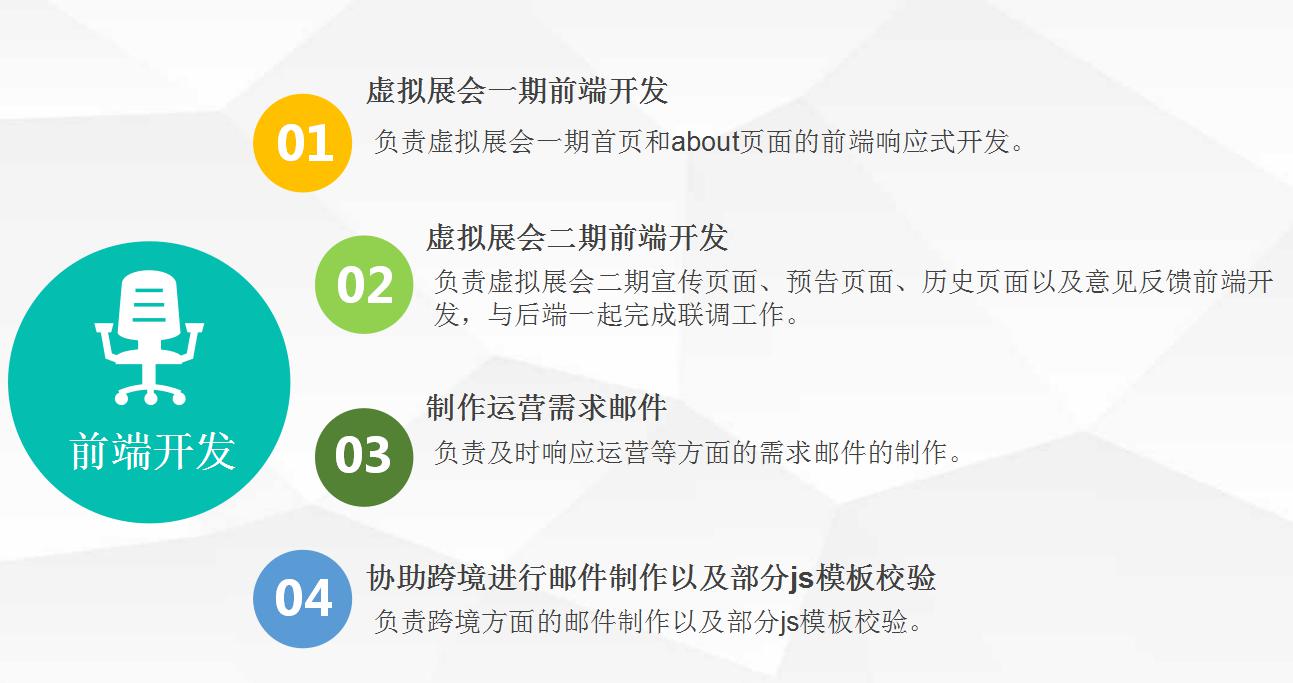 前端开发
01
虚拟展会一期前端开发
负责虚拟展会一期首页和about页面的前端响应式开发。
02
虚拟展会二期前端开发
负责虚拟展会二期宣传页面、预告页面、历史页面以及意见反馈前端开
发，与后端一起完成联调工作。
03
制作运营需求邮件
负责及时响应运营等方面的需求邮件的制作。
04
协助跨境进行邮件制作以及部分js模板校验
负责跨境方面的邮件制作以及部分js模板校验。